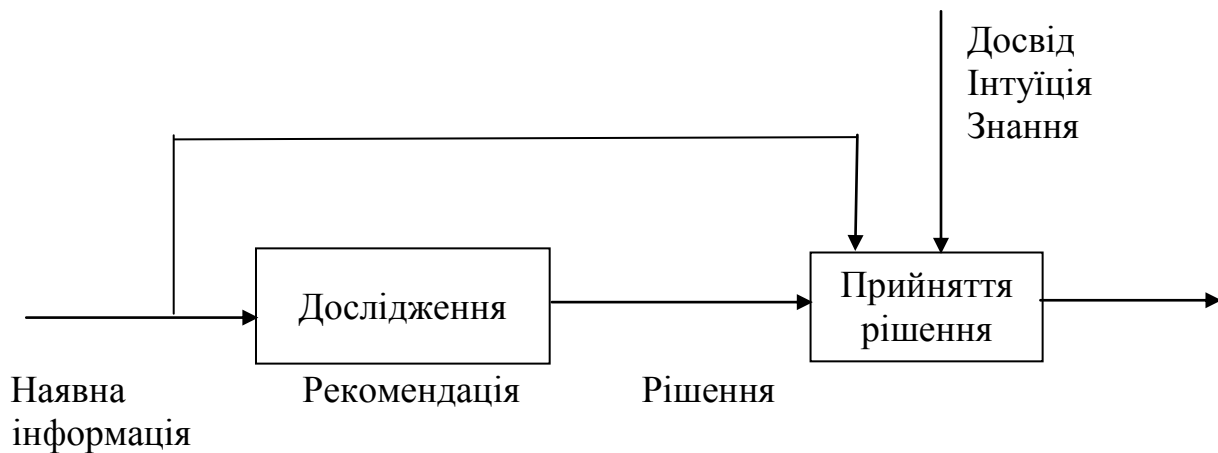 Досвід
Інтуїція
Знання
Дослідження
Прийняття
рішення
Наявна
інформація
Рекомендація
Рішення